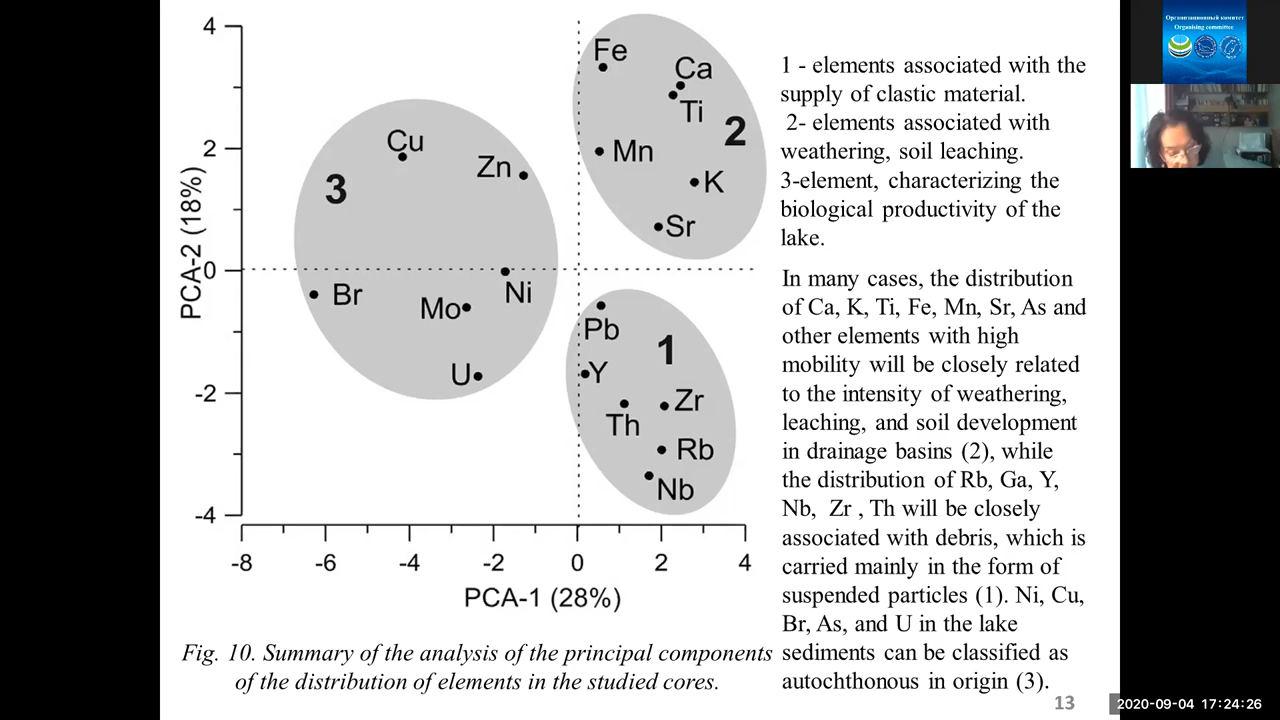 4
2
0
-2
-4
PCA-2 (18%)
Fe
Ca
Ti
2
Mn
K
Sr
Cu
Zn
3
Br
Mo
Ni
U
Pb
1
Y
Zr
Th
Rb
Nb
-8 -6 -4 -2 0 2 4
PCA-1 (28%)
Fig. 10. Summary of the analysis of the principal components
of the distribution of elements in the studied cores.
1 - elements associated with the
supply of clastic material.
2- elements associated with
weathering, soil leaching.
3-element, characterizing the
biological productivity of the
lake.
In many cases, the distribution
of Ca, K, Ti, Fe, Mn, Sr, As and
other elements with high
mobility will be closely related
to the intensity of weathering,
leaching, and soil development
in drainage basins (2), while
the distribution of Rb, Ga, Y,
Nb, Zr , Th will be closely
associated with debris, which is
carried mainly in the form of
suspended particles (1). Ni, Cu,
Br, As, and U in the lake
sediments can be classified as
autochthonous in origin (3).
13
Организационный комитет
Organising committee
2020-09-04 17:24:26